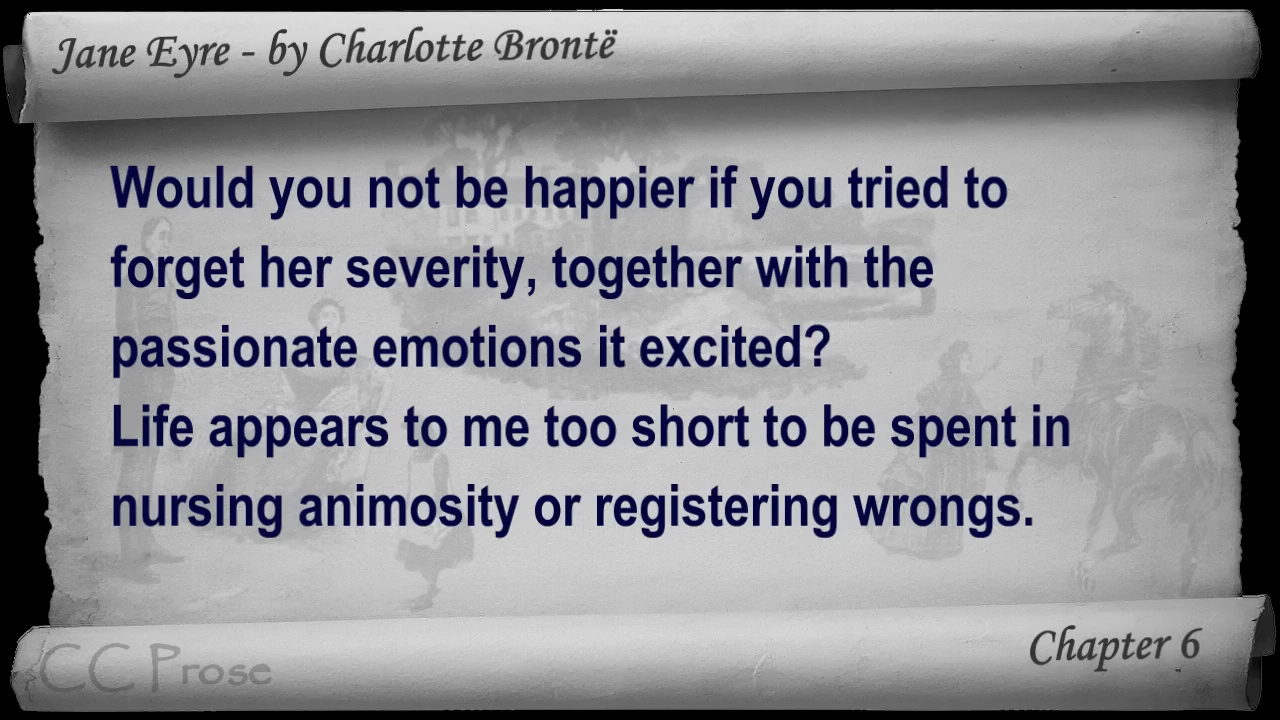 Jane Eyre - by Charlotte Brontë
Would you not be happier if you tried to
forget her severity, together with the
passionate emotions it excited?
Life appears to me too short to be spent in
nursing animosity or registering wrongs.
Chapter 6
CC Prose